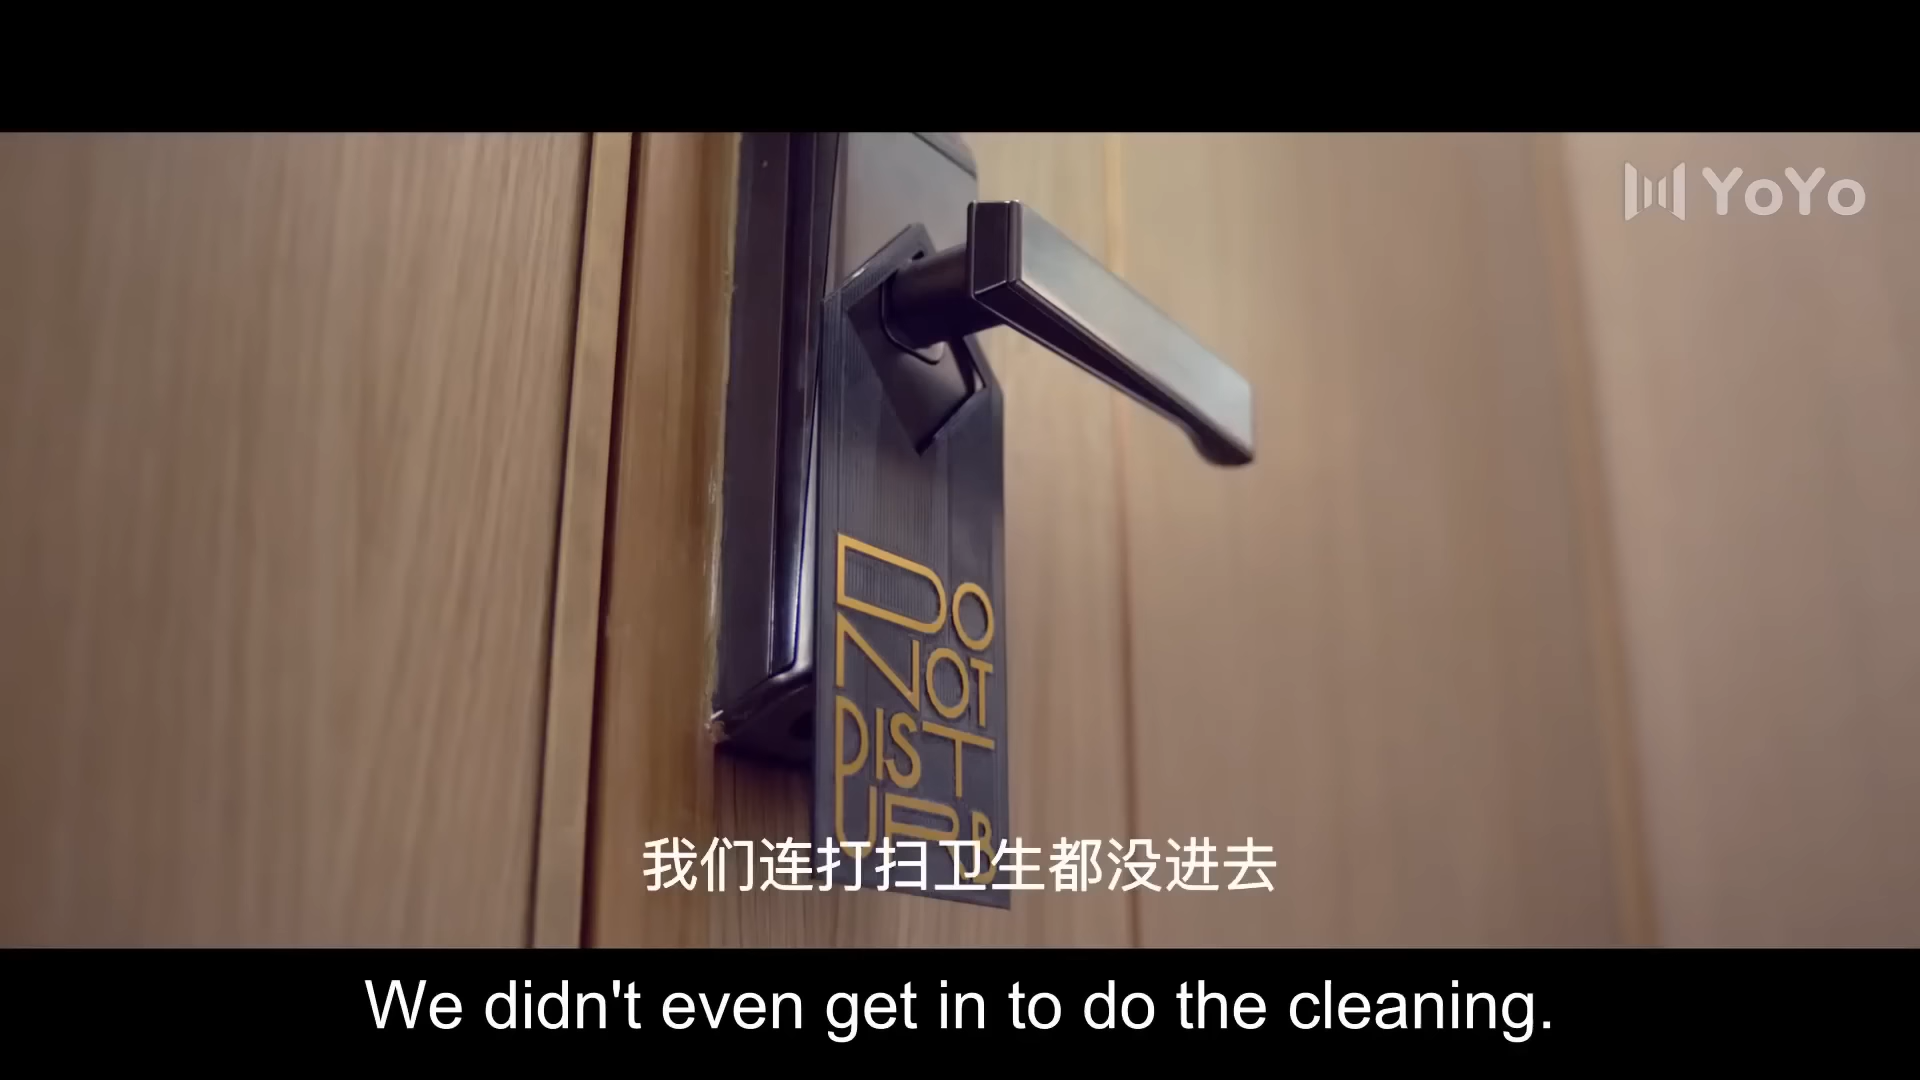 YoYo
DO
NOT
DIST
URB
我们连打扫卫生都没进去
We didn't even get in to do the cleaning.